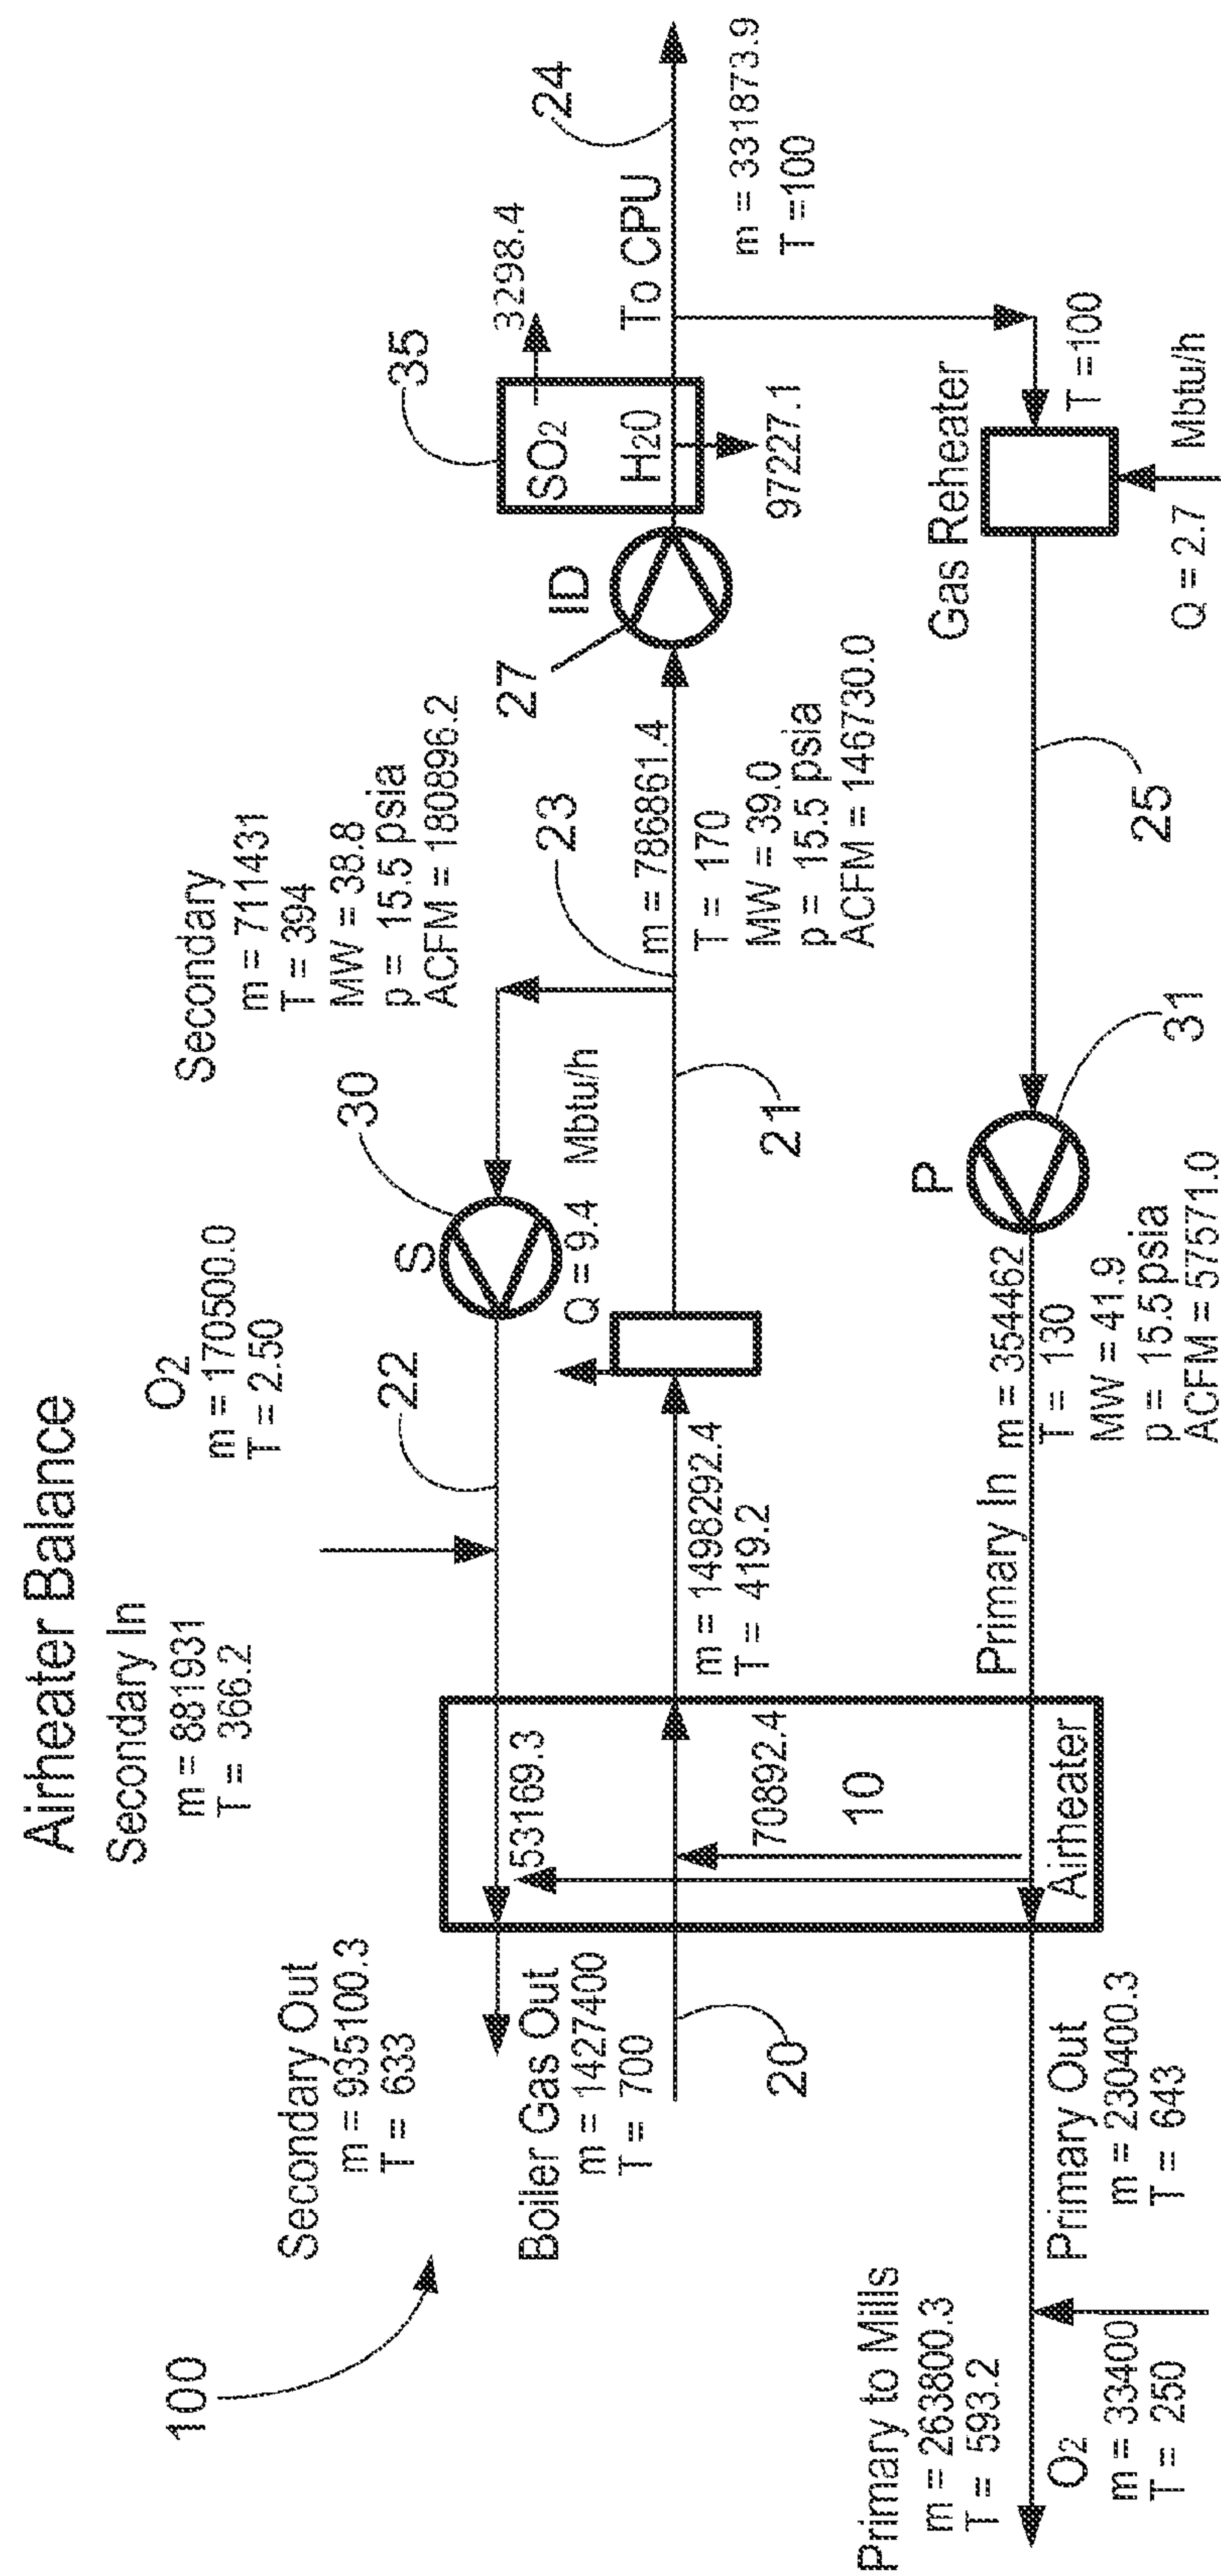 Airheater Balance
Secondary In
m = 881931
T = 366.2
O2
m = 170500.0
T = 2.50
Secondary
m = 711431
T = 394
MW = 38.8
p = 15.5 psia
ACFM = 180896.2
100
Secondary Out
m = 935100.3
T = 633
22
S
30
35
3298.4
24
53169.3
Q = 9.4 Mbtu/h
23
27
ID
SO2
H2O
To CPU
Boiler Gas Out
m = 1427400
T = 700
20
m = 1498292.4
T = 419.2
21
m = 786861.4
T = 170
MW = 39.0
p = 15.5 psia
ACFM = 146730.0
97227.1
m = 331873.9
T =100
70892.4
10
Airheater
Primary to Mills
m = 263800.3
T = 593.2
O2
m = 33400
T = 250
Primary Out
m = 230400.3
T = 643
Primary In
m = 354462
T = 130
MW = 41.9
p = 15.5 psia
ACFM = 57571.0
P
31
25
Gas Reheater
T =100
Q = 2.7 Mbtu/h